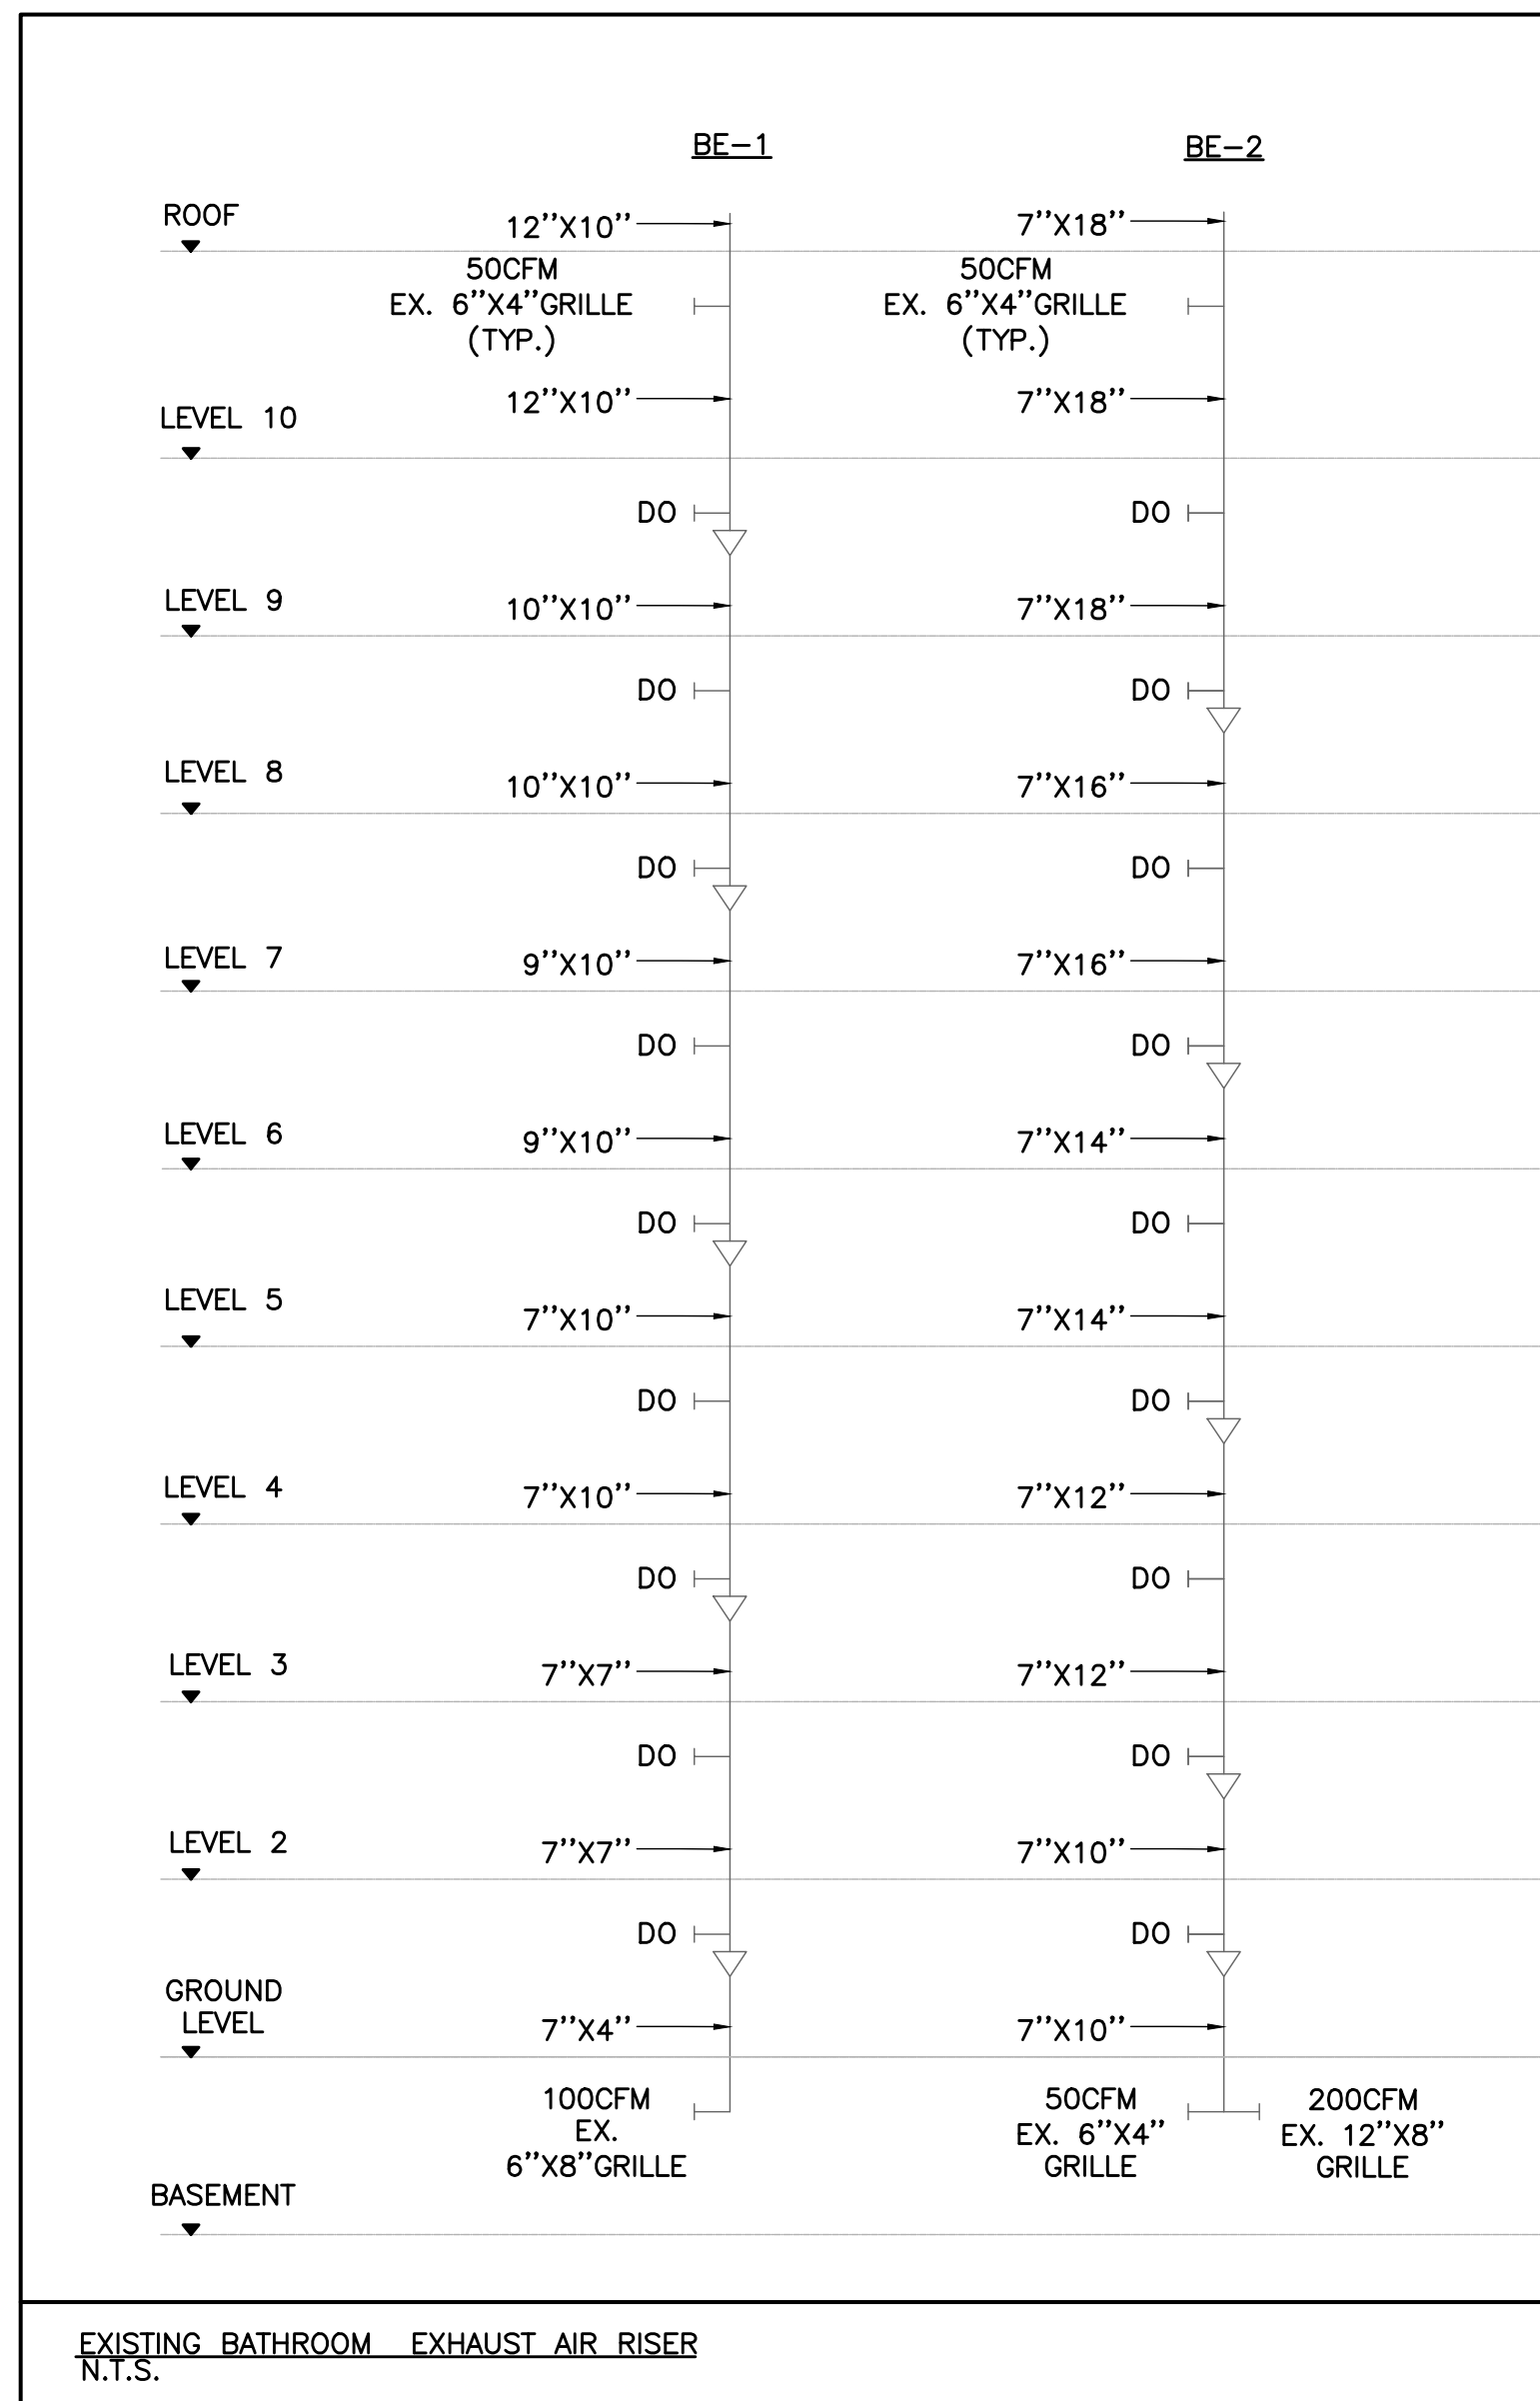 BE-1 BE-2
ROOF 12"X10" 7"X18"
50CFM 50CFM
EX. 6"X4"GRILLE EX. 6"X4"GRILLE
(TYP.) (TYP.)
12"X10" 7"X18"
LEVEL 10
DO DO
LEVEL 9 10"X10" 7"X18"
DO DO
LEVEL 8 10"X10" 7"X16"
DO DO
LEVEL 7 9"X10" 7"X16"
DO DO
LEVEL 6 9"X10" 7"X14"
DO DO
LEVEL 5 7"X10" 7"X14"
DO DO
LEVEL 4 7"X10" 7"X12"
DO DO
LEVEL 3 7"X7" 7"X12"
DO DO
LEVEL 2 7"X7" 7"X10"
DO DO
GROUND
LEVEL 7"X4" 7"X10"
100CFM 50CFM 200CFM
EX. EX. 6"X4" EX. 12"X8"
6"X8"GRILLE GRILLE GRILLE
BASEMENT
EXISTING BATHROOM EXHAUST AIR RISER
N.T.S.